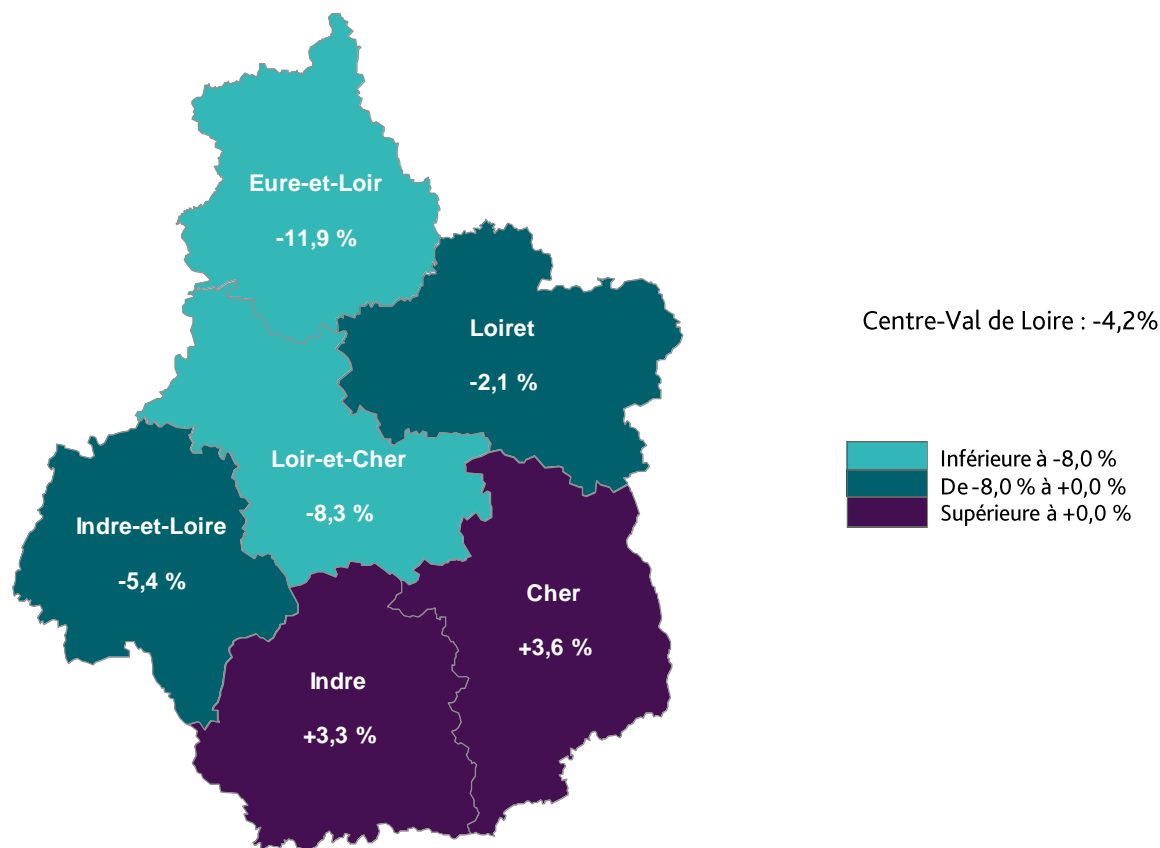 Eure-et-Loir
-11,9 %
Loiret
-2,1 %
Centre-Val de Loire : -4,2%
Loir-et-Cher
-8,3 %
Inférieure à -8,0 %
De -8,0 % à +0,0 %
Supérieure à +0,0 %
Indre-et-Loire
-5,4 %
Cher
+3,6 %
Indre
+3,3 %